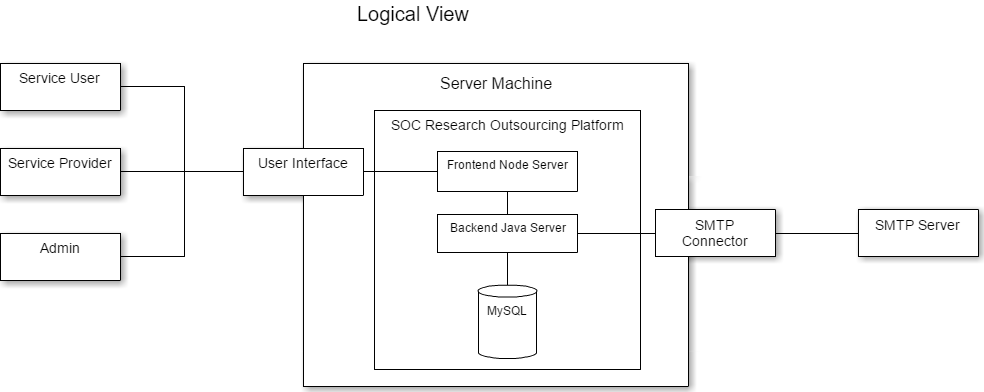 Logical View
Service User
Server Machine
SOC Research Outsourcing Platform
Service Provider
User Interface
Frontend Node Server
Backend Java Server
SMTP
Connector
SMTP Server
Admin
MySQL